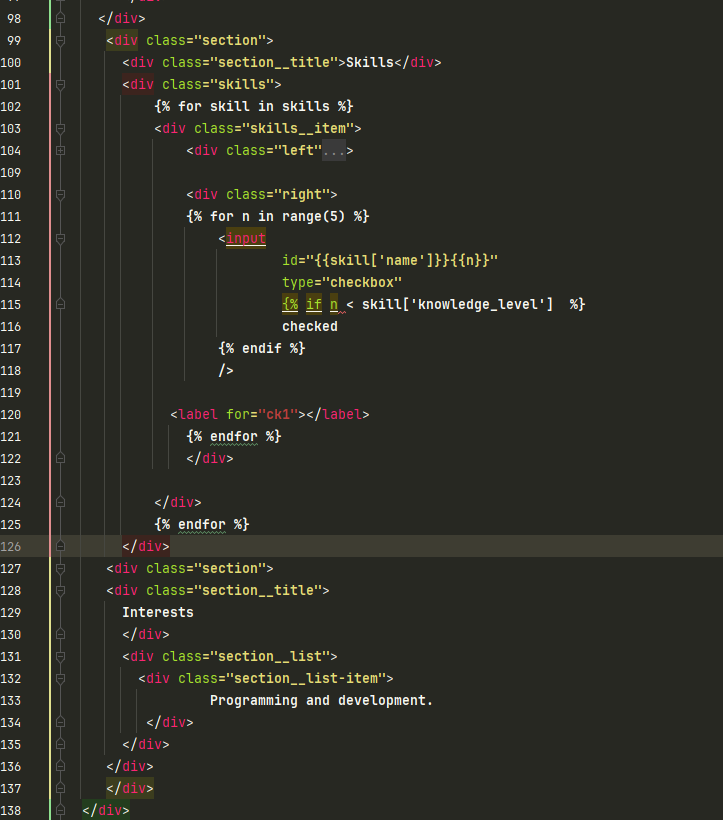 98 </div>
99 <div class="section">
100 <div class="section__title">Skills</div>
101 <div class="skills">
102 {% for skill in skills %}
103 <div class="skills__item">
104 <div class="left"...>
109
110 <div class="right">
111 {% for n in range(5) %}
112 <input
113 id="{{skill['name']}}{{n}}"
114 type="checkbox"
115 {% if n < skill['knowledge_level'] %}
116 checked
117 {% endif %}
118 />
119
120 <label for="ck1"></label>
121 {% endfor %}
122 </div>
123
124 </div>
125 {% endfor %}
126 </div>
127 <div class="section">
128 <div class="section__title">
129 Interests
130 </div>
131 <div class="section__list">
132 <div class="section__list-item">
133 Programming and development.
134 </div>
135 </div>
136 </div>
137 </div>
138 </div>